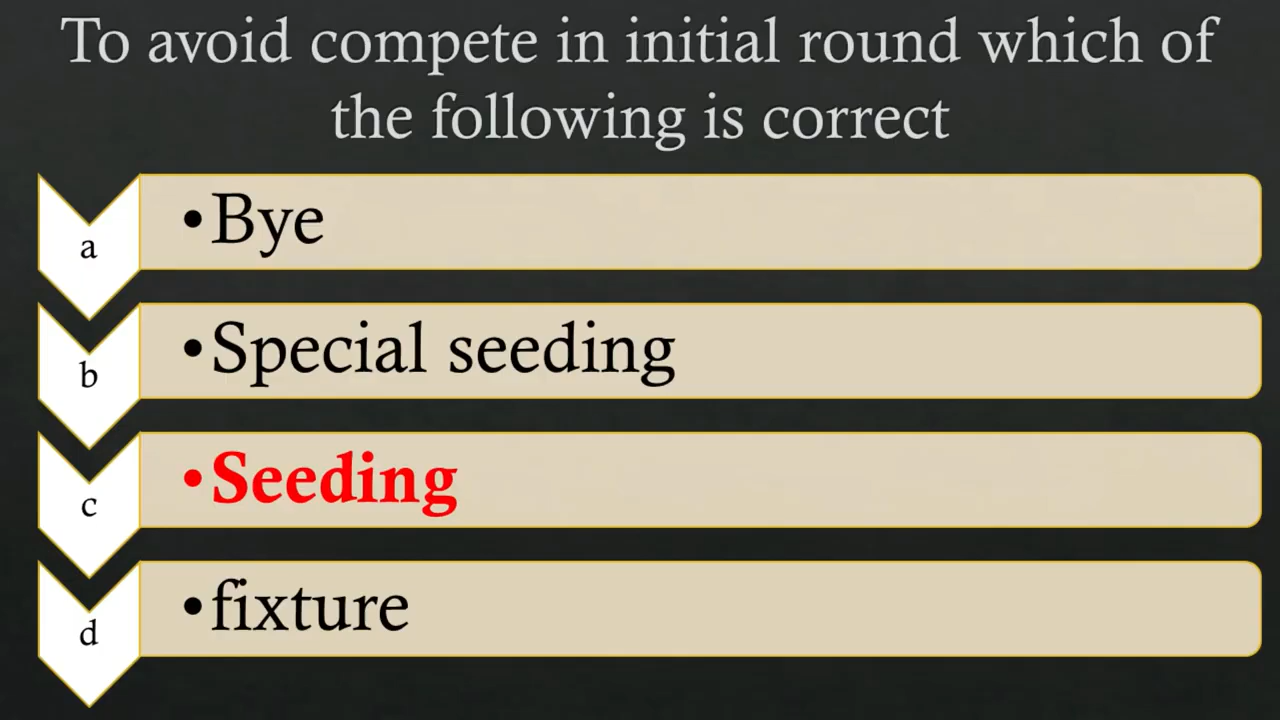 To avoid compete in initial round which of
the following is correct
a
•Bye
b
•Special seeding
c
•Seeding
d
•fixture